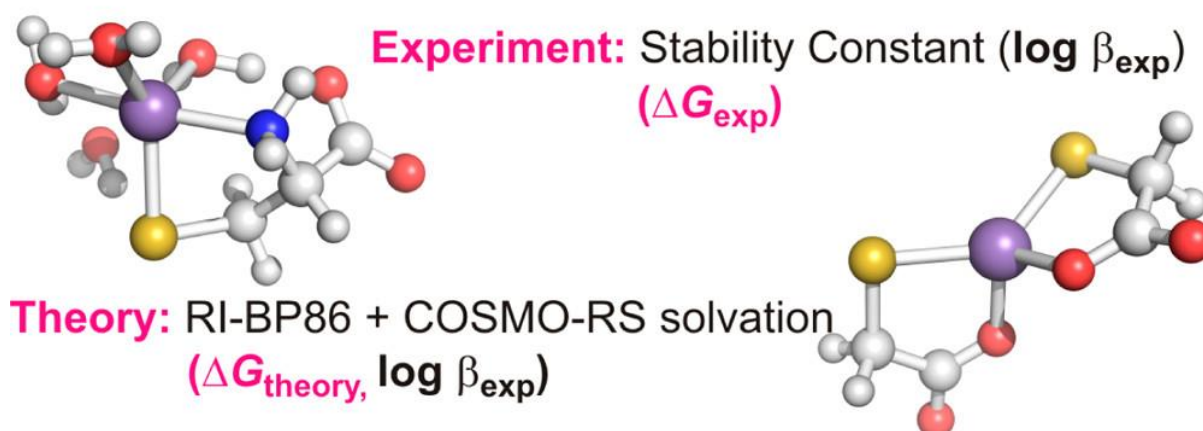 Experiment: Stability Constant (log βexp)
(ΔGexp)
Theory: RI-BP86 + COSMO-RS solvation
(ΔGtheory, log βexp)